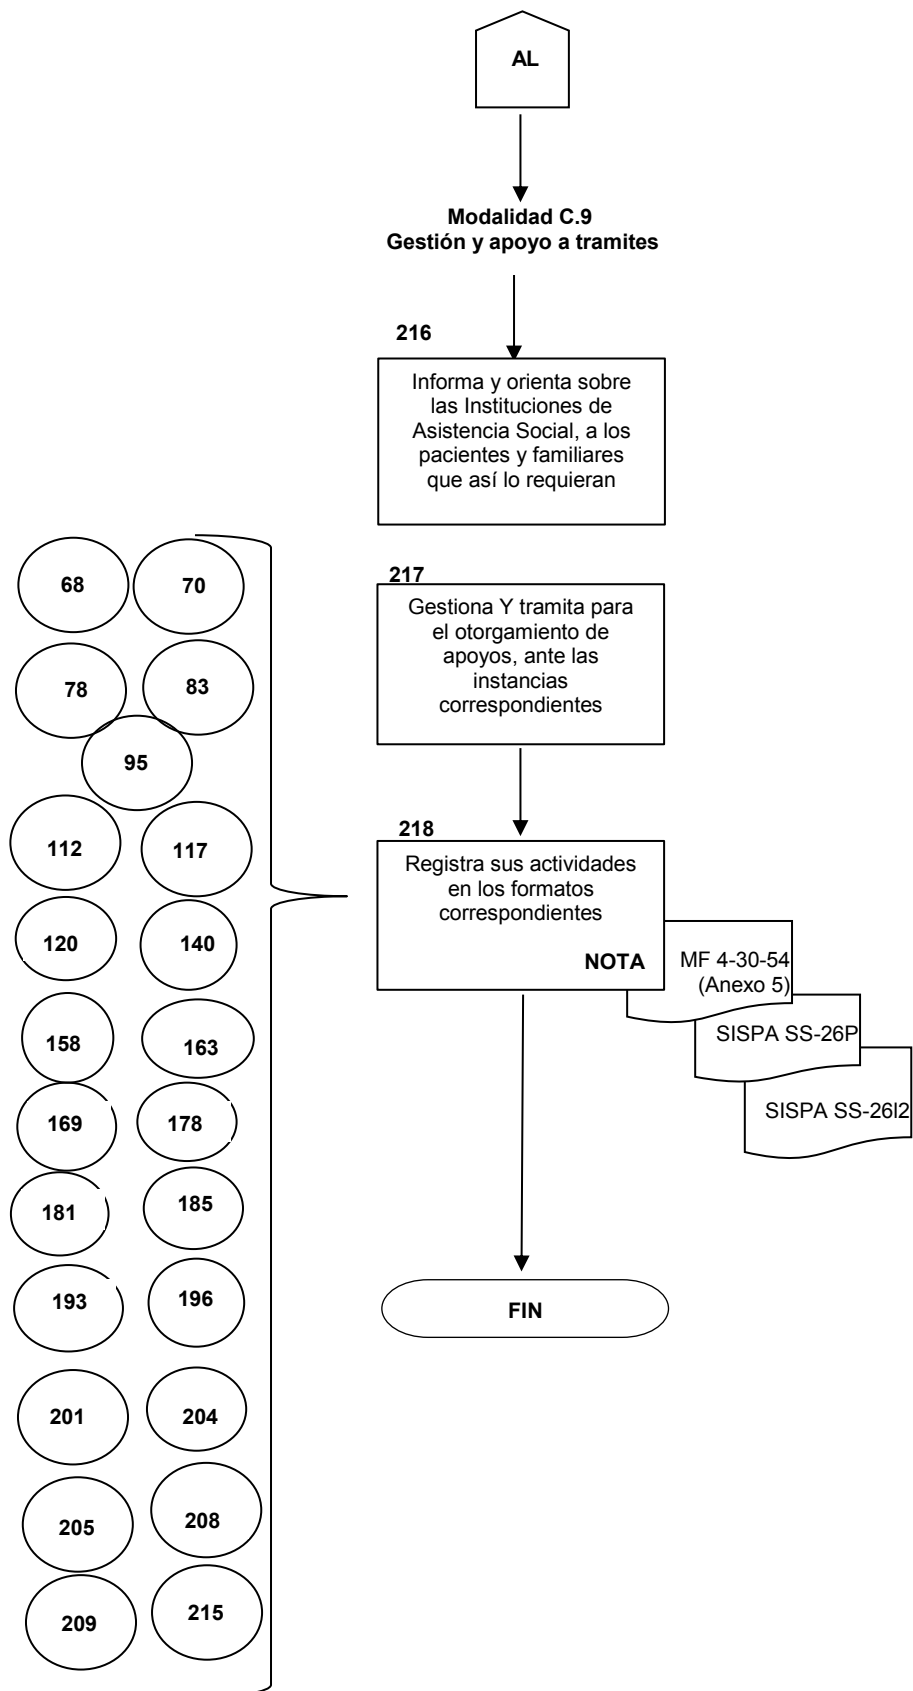 AL
Modalidad C.9
Gestión y apoyo a tramites
216
Informa y orienta sobre
las Instituciones de
Asistencia Social, a los
pacientes y familiares
que así lo requieran
68
70
217
Gestiona Y tramita para
el otorgamiento de
apoyos, ante las
instancias
correspondientes
78
83
95
112
117
218
Registra sus actividades
en los formatos
correspondientes
NOTA
MF 4-30-54
(Anexo 5)
SISPA SS-26P
SISPA SS-26I2
120
140
158
163
169
178
181
185
193
196
FIN
201
204
205
208
209
215